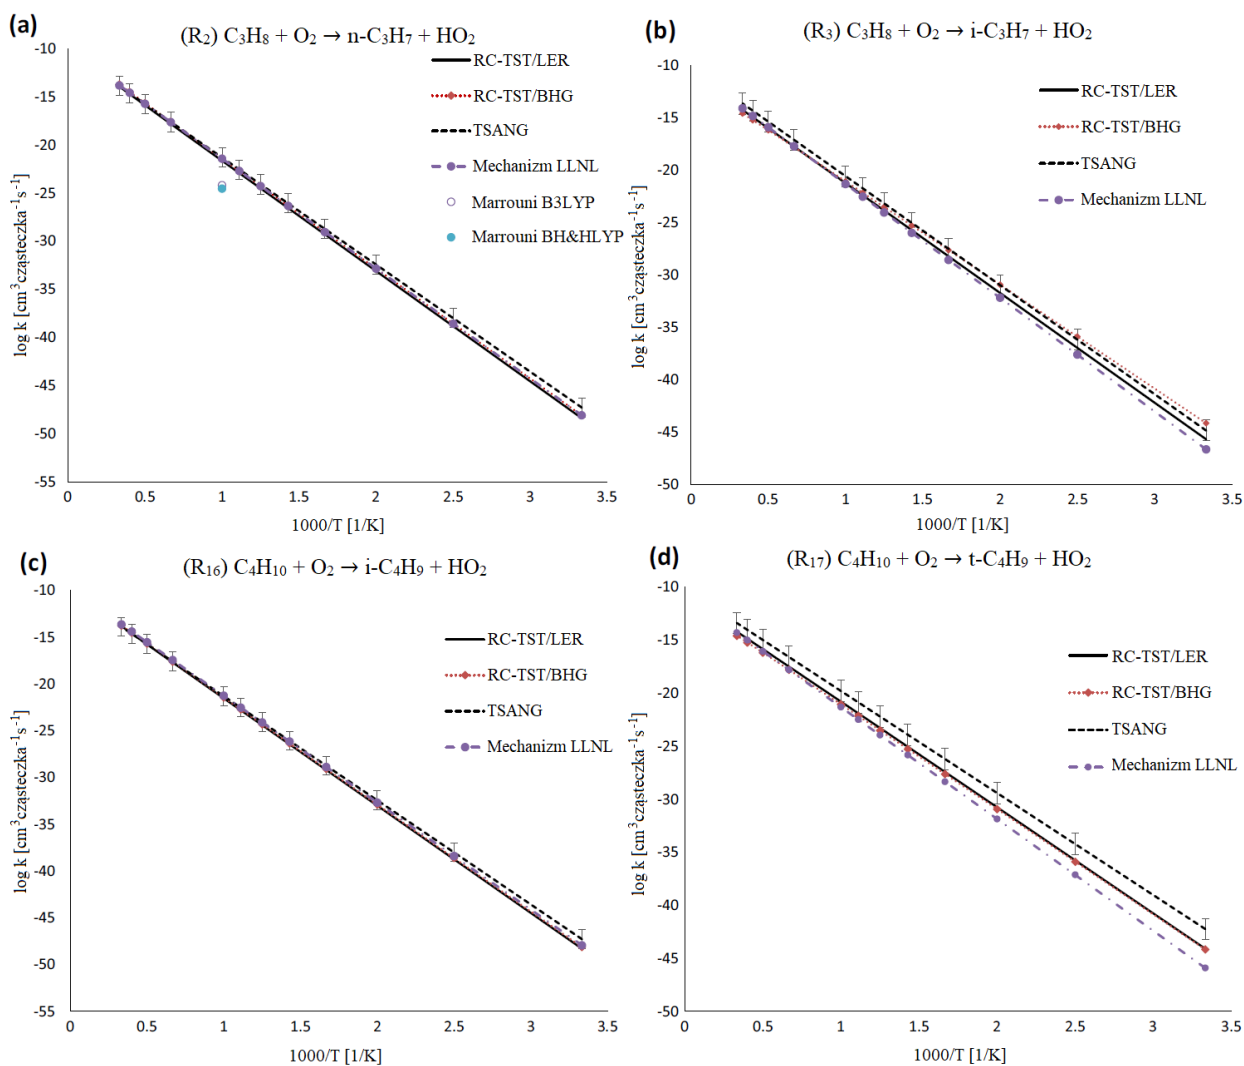 (a)
(R₂) C₃H₈ + O₂ → n-C₃H₇ + HO₂
-10
-15
-20
-25
-30
-35
-40
-45
-50
-55
log k [cm³cząsteczka⁻¹s⁻¹]
RC-TST/LER
RC-TST/BHG
TSANG
Mechanizm LLNL
Marrouni B3LYP
Marrouni BH&HLYP
0 0.5 1 1.5 2 2.5 3 3.5
1000/T [1/K]
(b)
(R₃) C₃H₈ + O₂ → i-C₃H₇ + HO₂
-10
-15
-20
-25
-30
-35
-40
-45
-50
log k [cm³cząsteczka⁻¹s⁻¹]
RC-TST/LER
RC-TST/BHG
TSANG
Mechanizm LLNL
0 0.5 1 1.5 2 2.5 3 3.5
1000/T [1/K]
(c)
(R₁₆) C₄H₁₀ + O₂ → i-C₄H₉ + HO₂
-10
-15
-20
-25
-30
-35
-40
-45
-50
-55
log k [cm³cząsteczka⁻¹s⁻¹]
RC-TST/LER
RC-TST/BHG
TSANG
Mechanizm LLNL
0 0.5 1 1.5 2 2.5 3 3.5
1000/T [1/K]
(d)
(R₁₇) C₄H₁₀ + O₂ → t-C₄H₉ + HO₂
-10
-15
-20
-25
-30
-35
-40
-45
-50
log k [cm³cząsteczka⁻¹s⁻¹]
RC-TST/LER
RC-TST/BHG
TSANG
Mechanizm LLNL
0 0.5 1 1.5 2 2.5 3 3.5
1000/T [1/K]